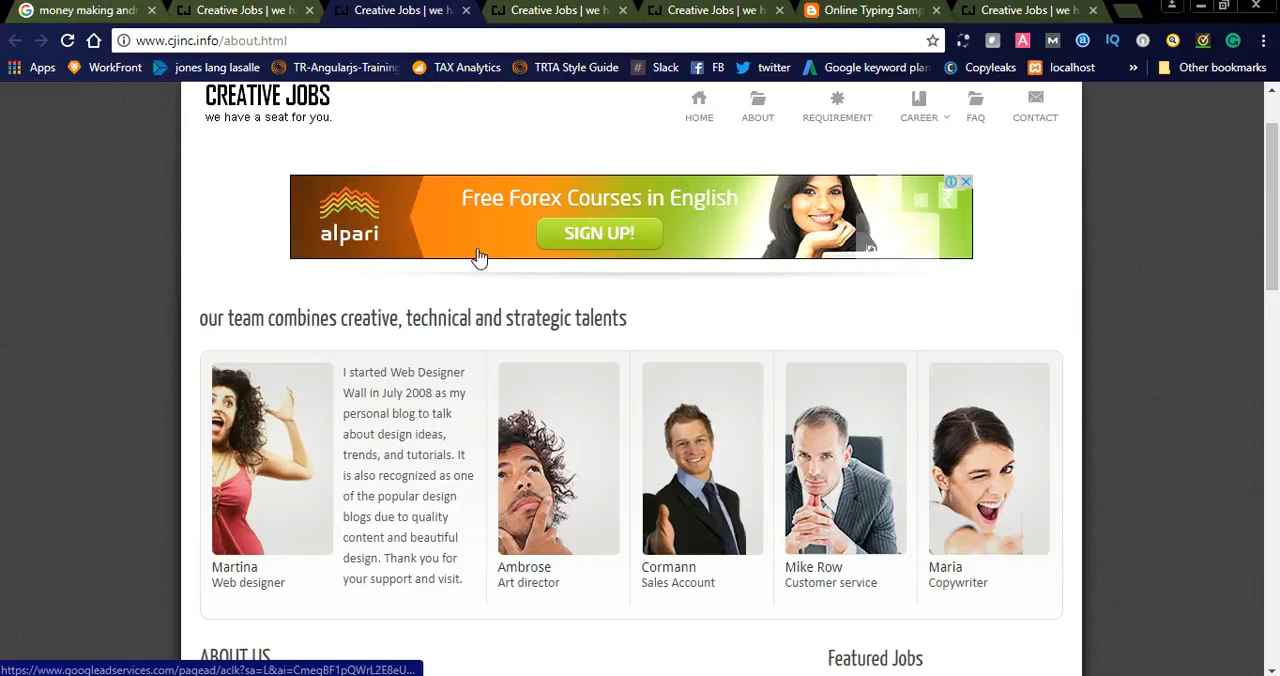 money making and
Creative Jobs | we h
Creative Jobs | we h
Creative Jobs | we h
Creative Jobs | we h
Online Typing Samp
Creative Jobs | we h
www.cjinc.info/about.html
Apps
WorkFront
jones lang lasalle
TR-Angularjs-Training
TAX Analytics
TRTA Style Guide
Slack
FB
twitter
Google keyword plan
Copyleaks
localhost
Other bookmarks
CREATIVE JOBS
we have a seat for you.
HOME
ABOUT
REQUIREMENT
CAREER
FAQ
CONTACT
alpari
Free Forex Courses in English
SIGN UP!
our team combines creative, technical and strategic talents
I started Web Designer
Wall in July 2008 as my
personal blog to talk
about design ideas,
trends, and tutorials. It
is also recognized as one
of the popular design
blogs due to quality
content and beautiful
design. Thank you for
your support and visit.
Martina
Web designer
Ambrose
Art director
Cormann
Sales Account
Mike Row
Customer service
Maria
Copywriter
ABOUT US
Featured Jobs